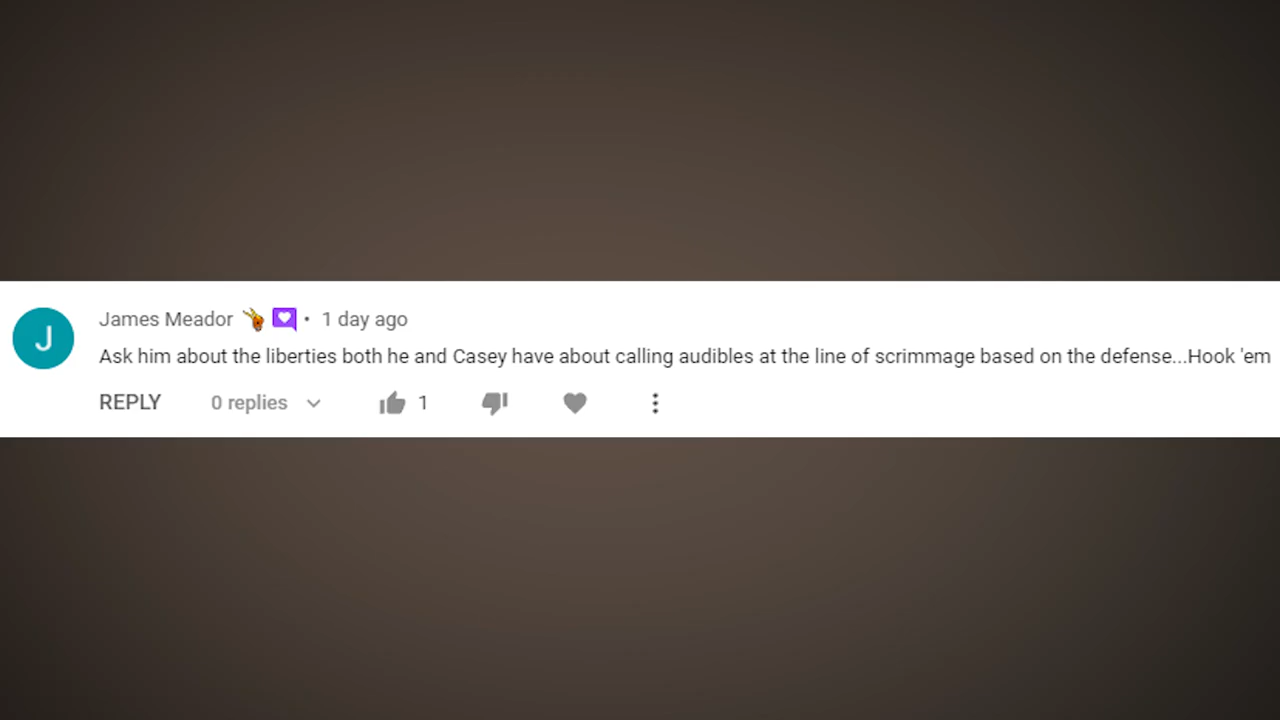 J
James Meador • 1 day ago
Ask him about the liberties both he and Casey have about calling audibles at the line of scrimmage based on the defense...Hook 'em
REPLY 0 replies 1